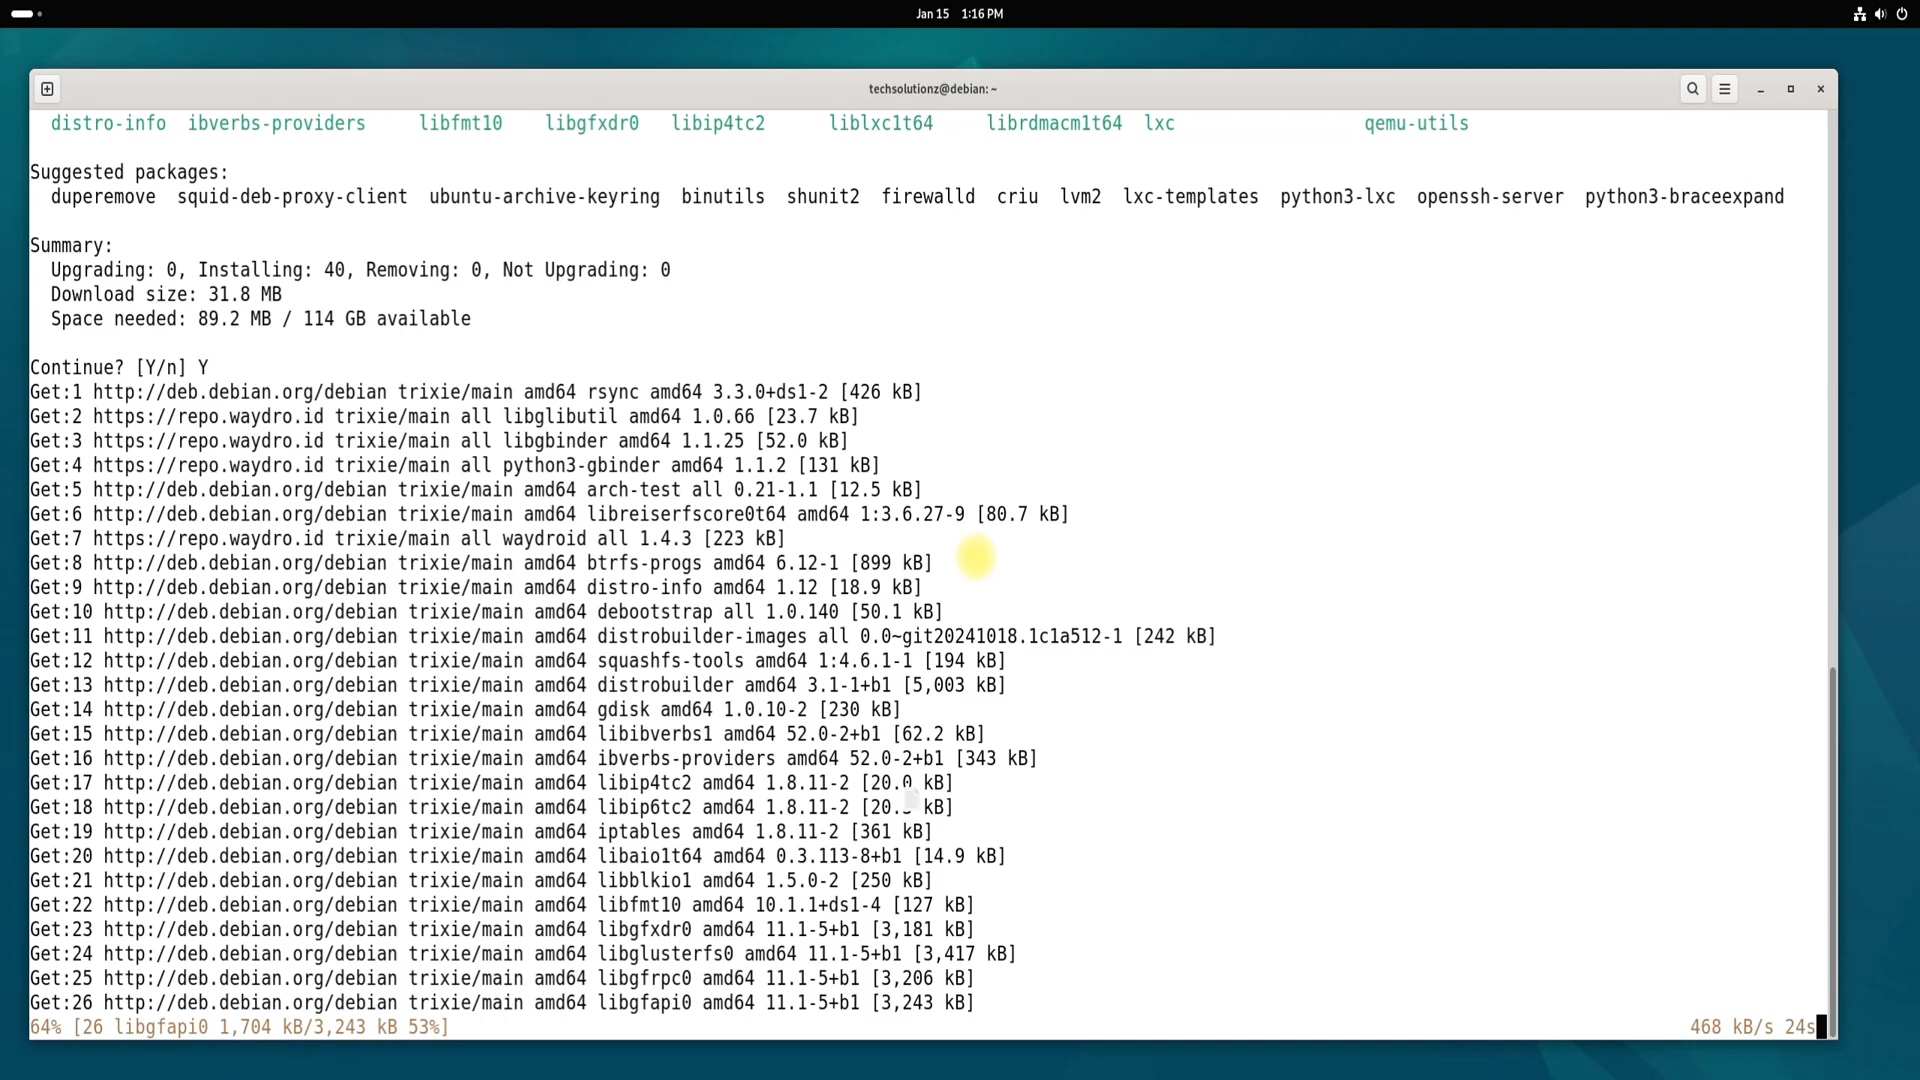 Jan 15 1:16 PM
techsolutionz@debian: ~
distro-info ibverbs-providers libfmt10 libgfxdr0 libip4tc2 liblxc1t64 librdmacm1t64 lxc qemu-utils
Suggested packages:
duperemove squid-deb-proxy-client ubuntu-archive-keyring binutils shunit2 firewalld criu lvm2 lxc-templates python3-lxc openssh-server python3-braceexpand
Summary:
Upgrading: 0, Installing: 40, Removing: 0, Not Upgrading: 0
Download size: 31.8 MB
Space needed: 89.2 MB / 114 GB available
Continue? [Y/n] Y
Get:1 http://deb.debian.org/debian trixie/main amd64 rsync amd64 3.3.0+ds1-2 [426 kB]
Get:2 https://repo.waydro.id trixie/main all libglibutil amd64 1.0.66 [23.7 kB]
Get:3 https://repo.waydro.id trixie/main all libgbinder amd64 1.1.25 [52.0 kB]
Get:4 https://repo.waydro.id trixie/main all python3-gbinder amd64 1.1.2 [131 kB]
Get:5 http://deb.debian.org/debian trixie/main amd64 arch-test all 0.21-1.1 [12.5 kB]
Get:6 http://deb.debian.org/debian trixie/main amd64 libreiserfscore0t64 amd64 1:3.6.27-9 [80.7 kB]
Get:7 https://repo.waydro.id trixie/main all waydroid all 1.4.3 [223 kB]
Get:8 http://deb.debian.org/debian trixie/main amd64 btrfs-progs amd64 6.12-1 [899 kB]
Get:9 http://deb.debian.org/debian trixie/main amd64 distro-info amd64 1.12 [18.9 kB]
Get:10 http://deb.debian.org/debian trixie/main amd64 debootstrap all 1.0.140 [50.1 kB]
Get:11 http://deb.debian.org/debian trixie/main amd64 distrobuilder-images all 0.0~git20241018.1c1a512-1 [242 kB]
Get:12 http://deb.debian.org/debian trixie/main amd64 squashfs-tools amd64 1:4.6.1-1 [194 kB]
Get:13 http://deb.debian.org/debian trixie/main amd64 distrobuilder amd64 3.1-1+b1 [5,003 kB]
Get:14 http://deb.debian.org/debian trixie/main amd64 gdisk amd64 1.0.10-2 [230 kB]
Get:15 http://deb.debian.org/debian trixie/main amd64 libibverbs1 amd64 52.0-2+b1 [62.2 kB]
Get:16 http://deb.debian.org/debian trixie/main amd64 ibverbs-providers amd64 52.0-2+b1 [343 kB]
Get:17 http://deb.debian.org/debian trixie/main amd64 libip4tc2 amd64 1.8.11-2 [20.0 kB]
Get:18 http://deb.debian.org/debian trixie/main amd64 libip6tc2 amd64 1.8.11-2 kB]
Get:19 http://deb.debian.org/debian trixie/main amd64 iptables amd64 1.8.11-2 [361 kB]
Get:20 http://deb.debian.org/debian trixie/main amd64 libaio1t64 amd64 0.3.113-8+b1 [14.9 kB]
Get:21 http://deb.debian.org/debian trixie/main amd64 libblkio1 amd64 1.5.0-2 [250 kB]
Get:22 http://deb.debian.org/debian trixie/main amd64 libfmt10 amd64 10.1.1+ds1-4 [127 kB]
Get:23 http://deb.debian.org/debian trixie/main amd64 libgfxdr0 amd64 11.1-5+b1 [3,181 kB]
Get:24 http://deb.debian.org/debian trixie/main amd64 libglusterfs0 amd64 11.1-5+b1 [3,417 kB]
Get:25 http://deb.debian.org/debian trixie/main amd64 libgfrpc0 amd64 11.1-5+b1 [3,206 kB]
Get:26 http://deb.debian.org/debian trixie/main amd64 libgfapi0 amd64 11.1-5+b1 [3,243 kB]
64% [26 libgfapi0 1,704 kB/3,243 kB 53%] 468 kB/s 24s